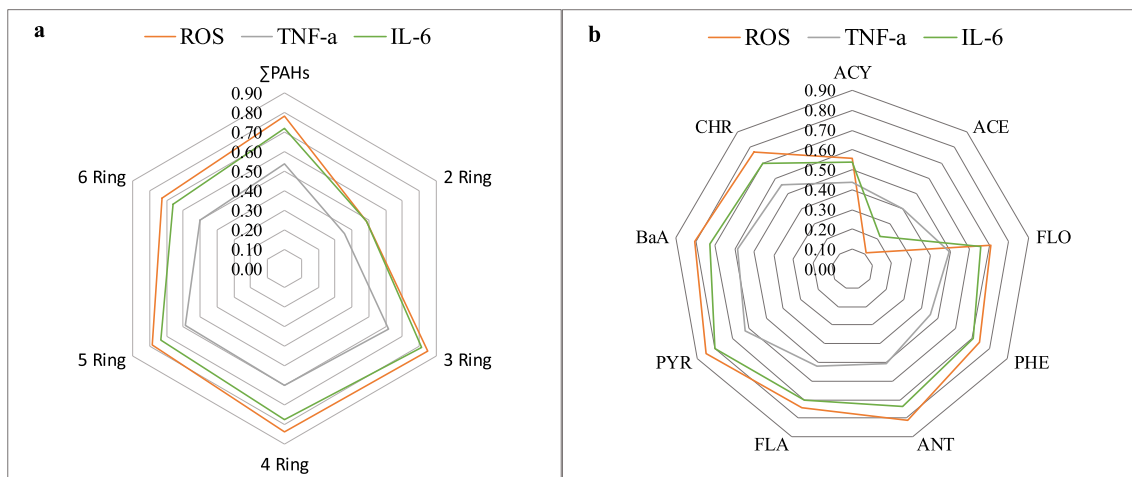 a
ROS TNF-a IL-6
∑PAHs
0.90
0.80
0.70
0.60
0.50
0.40
0.30
0.20
0.10
0.00
2 Ring
3 Ring
4 Ring
5 Ring
6 Ring
b
ROS TNF-a IL-6
ACY
0.90
0.80
0.70
0.60
0.50
0.40
0.30
0.20
0.10
0.00
ACE
FLO
PHE
ANT
FLA
PYR
BaA
CHR